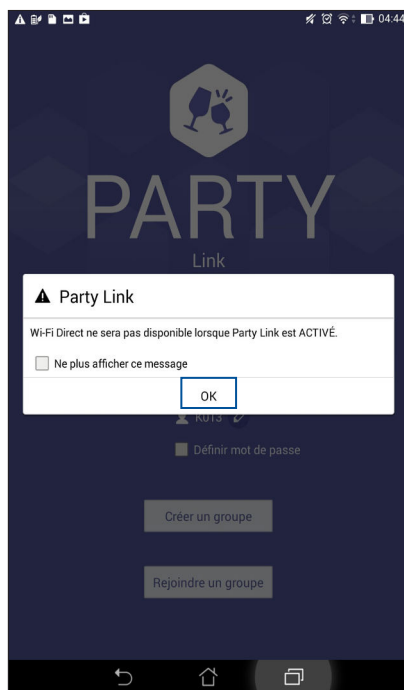 04:44
PARTY
Link
Party Link
Wi-Fi Direct ne sera pas disponible lorsque Party Link est ACTIVÉ.
Ne plus afficher ce message
OK
K013
Définir mot de passe
Créer un groupe
Rejoindre un groupe